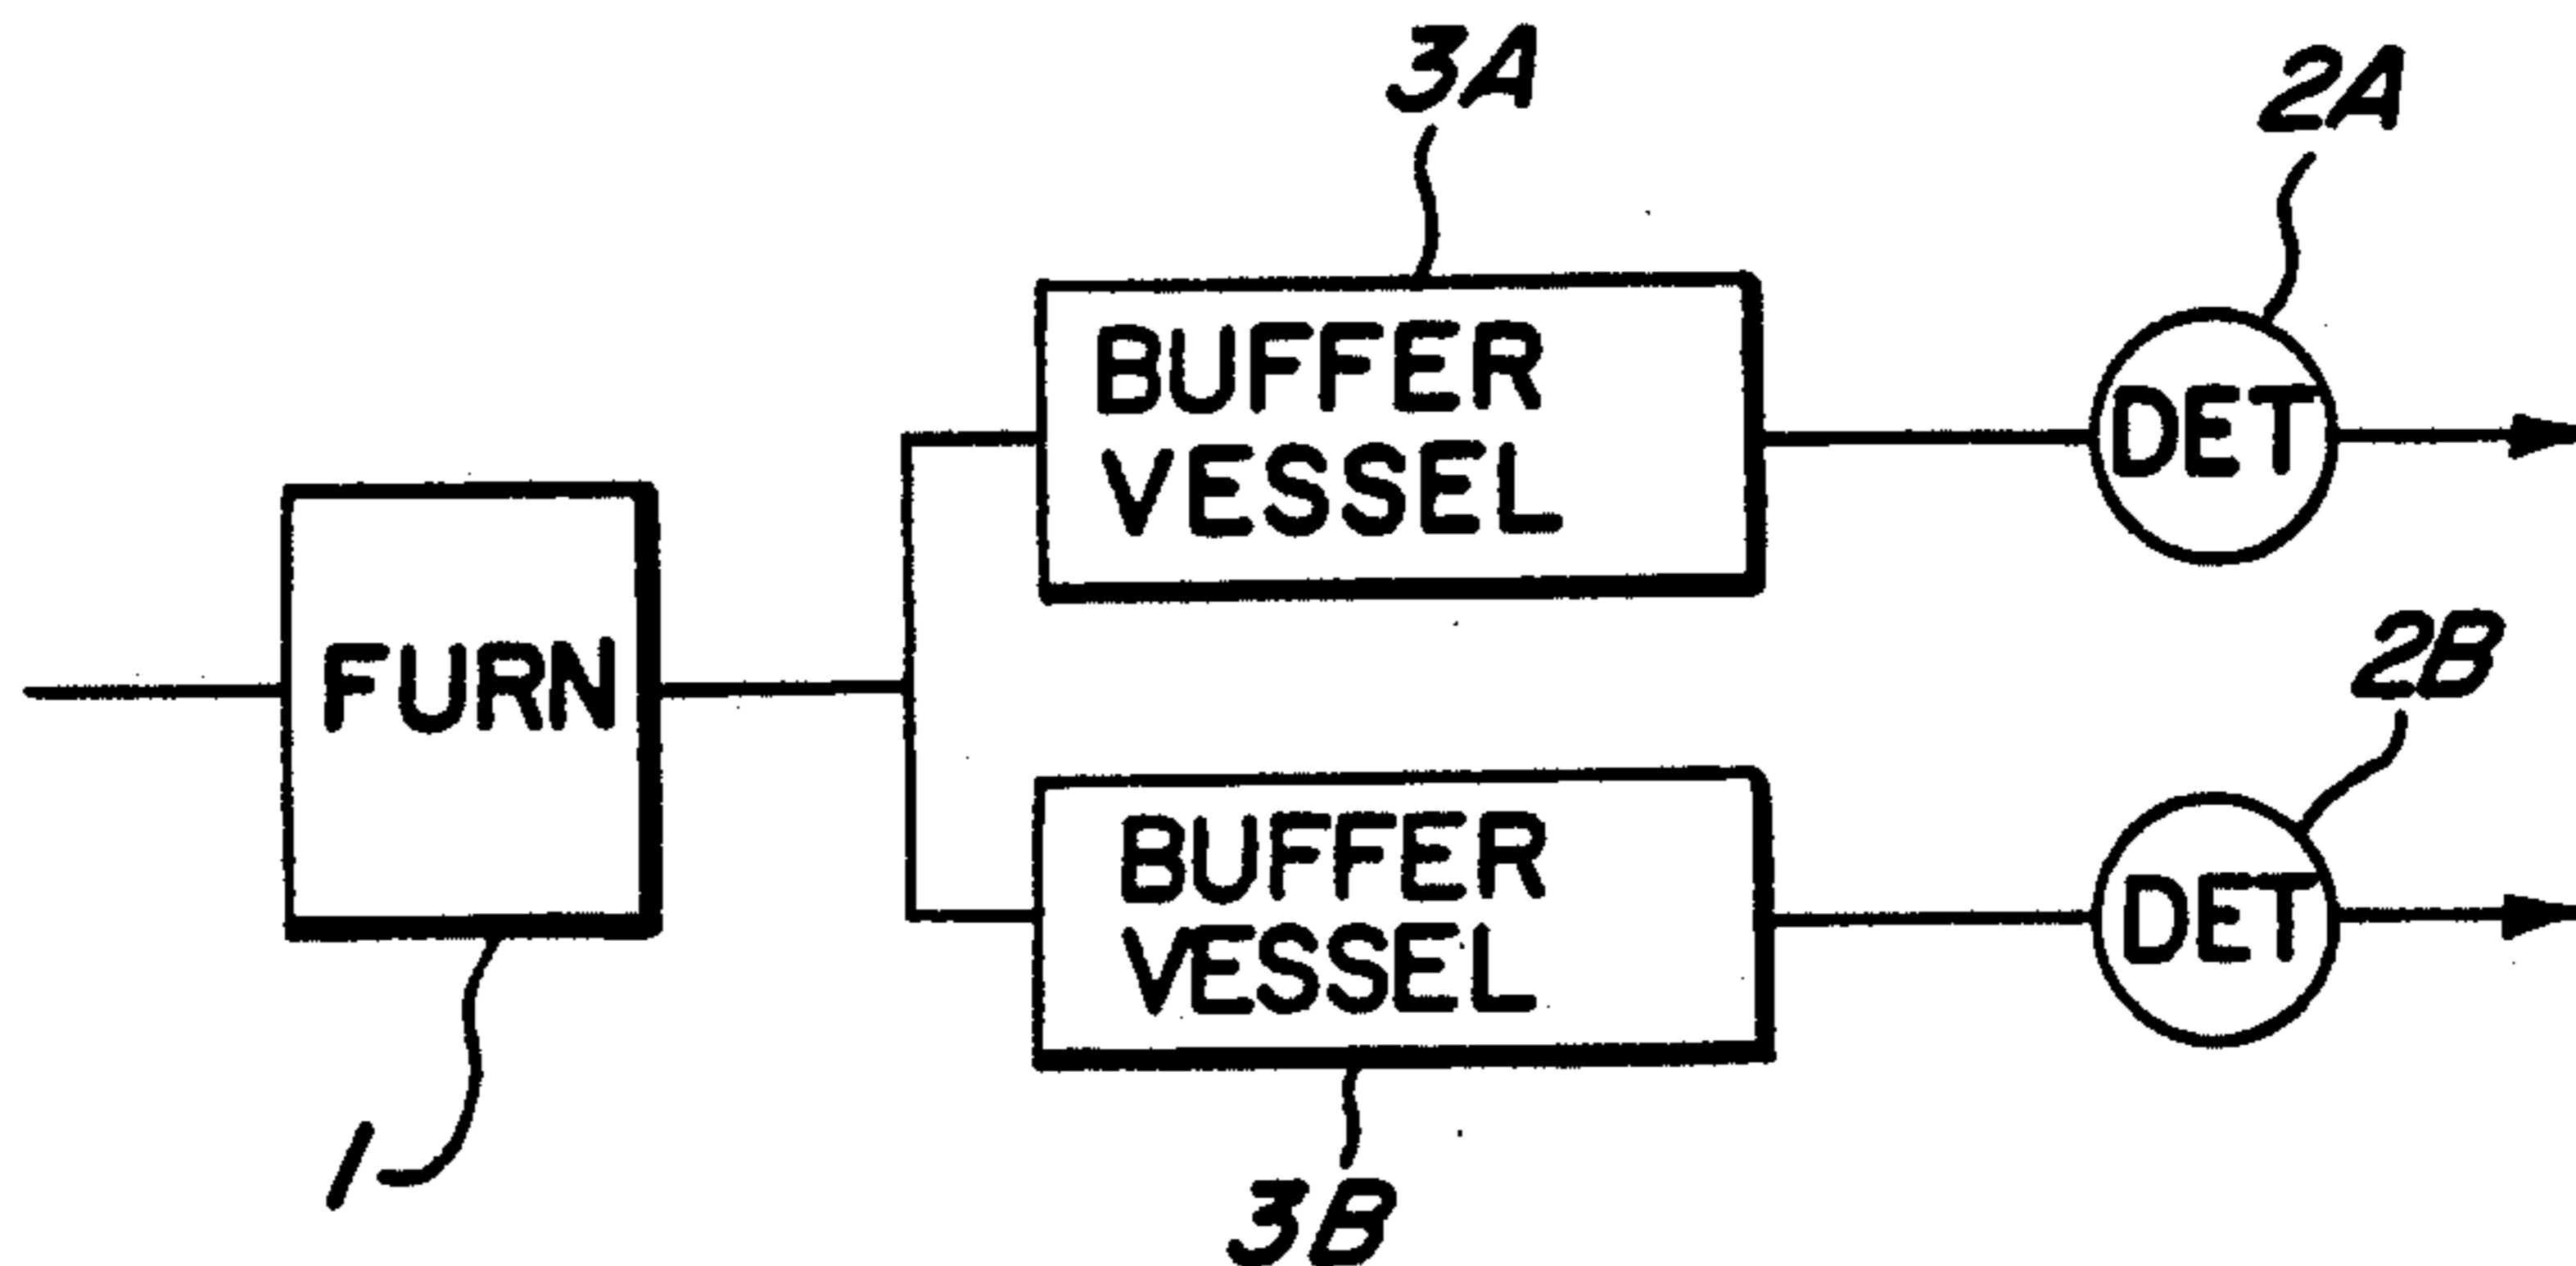 3A
2A
BUFFER
VESSEL
DET
FURN
2B
BUFFER
VESSEL
DET
1
3B